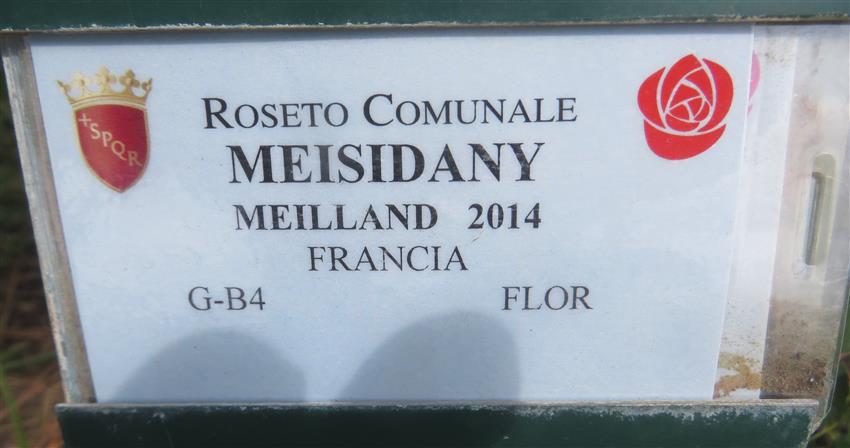 +SPQR
ROSETO COMUNALE
MEISIDANY
MEILLAND 2014
FRANCIA
G-B4 FLOR